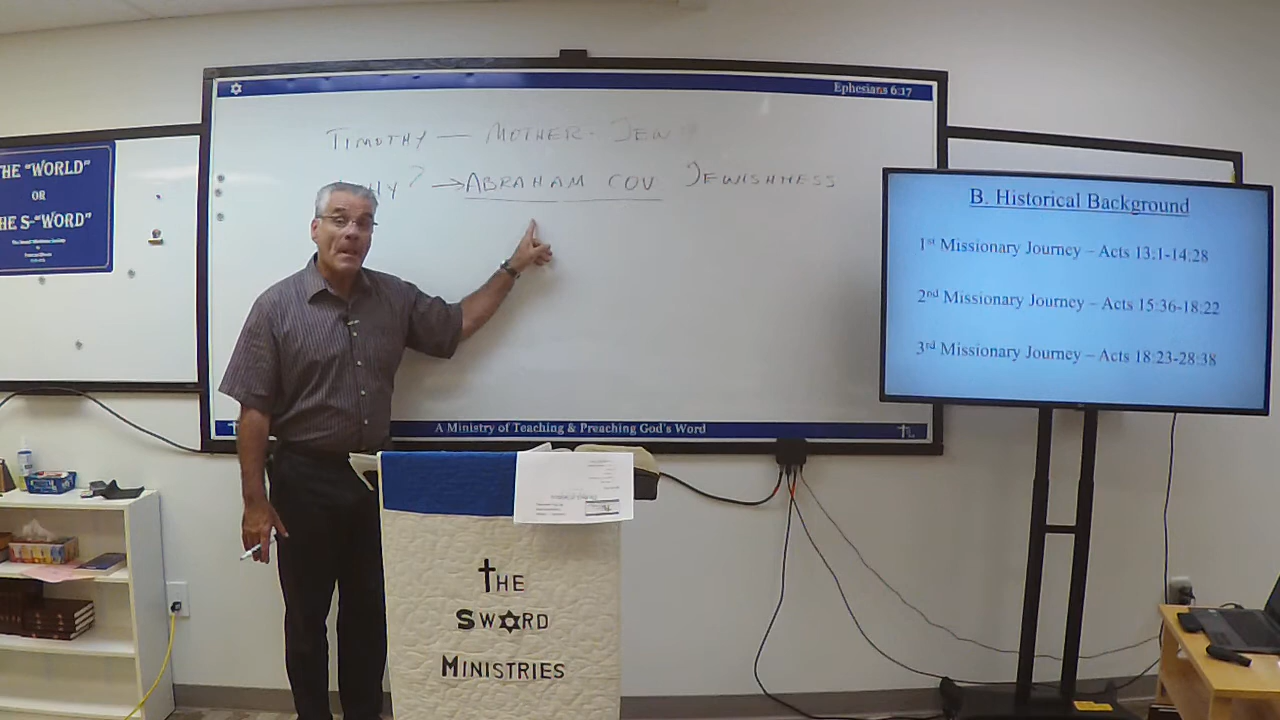 Ephesians 6:17
TIMOTHY — MOTHER - JEW
? → ABRAHAM COV JEWISHNESS
THE "WORLD"
OR
THE S-"WORD"
B. Historical Background
1st Missionary Journey – Acts 13:1-14:28
2nd Missionary Journey – Acts 15:36-18:22
3rd Missionary Journey – Acts 18:23-28:38
A Ministry of Teaching & Preaching God's Word
THE
SWORD
MINISTRIES